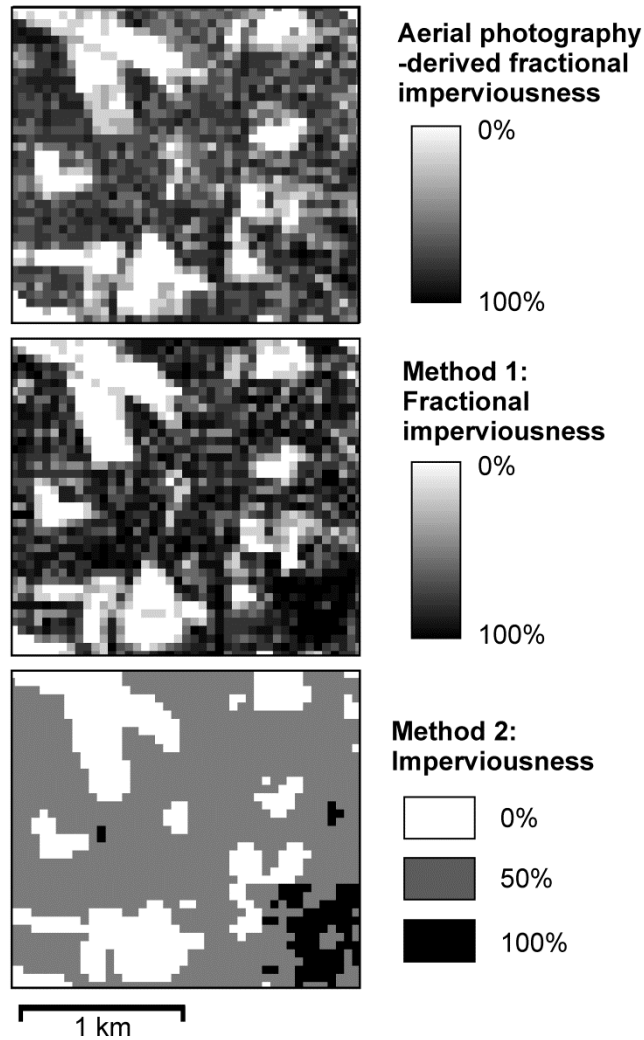 Aerial photography
-derived fractional
imperviousness
0%
100%
Method 1:
Fractional
imperviousness
0%
100%
Method 2:
Imperviousness
0%
50%
100%
1 km